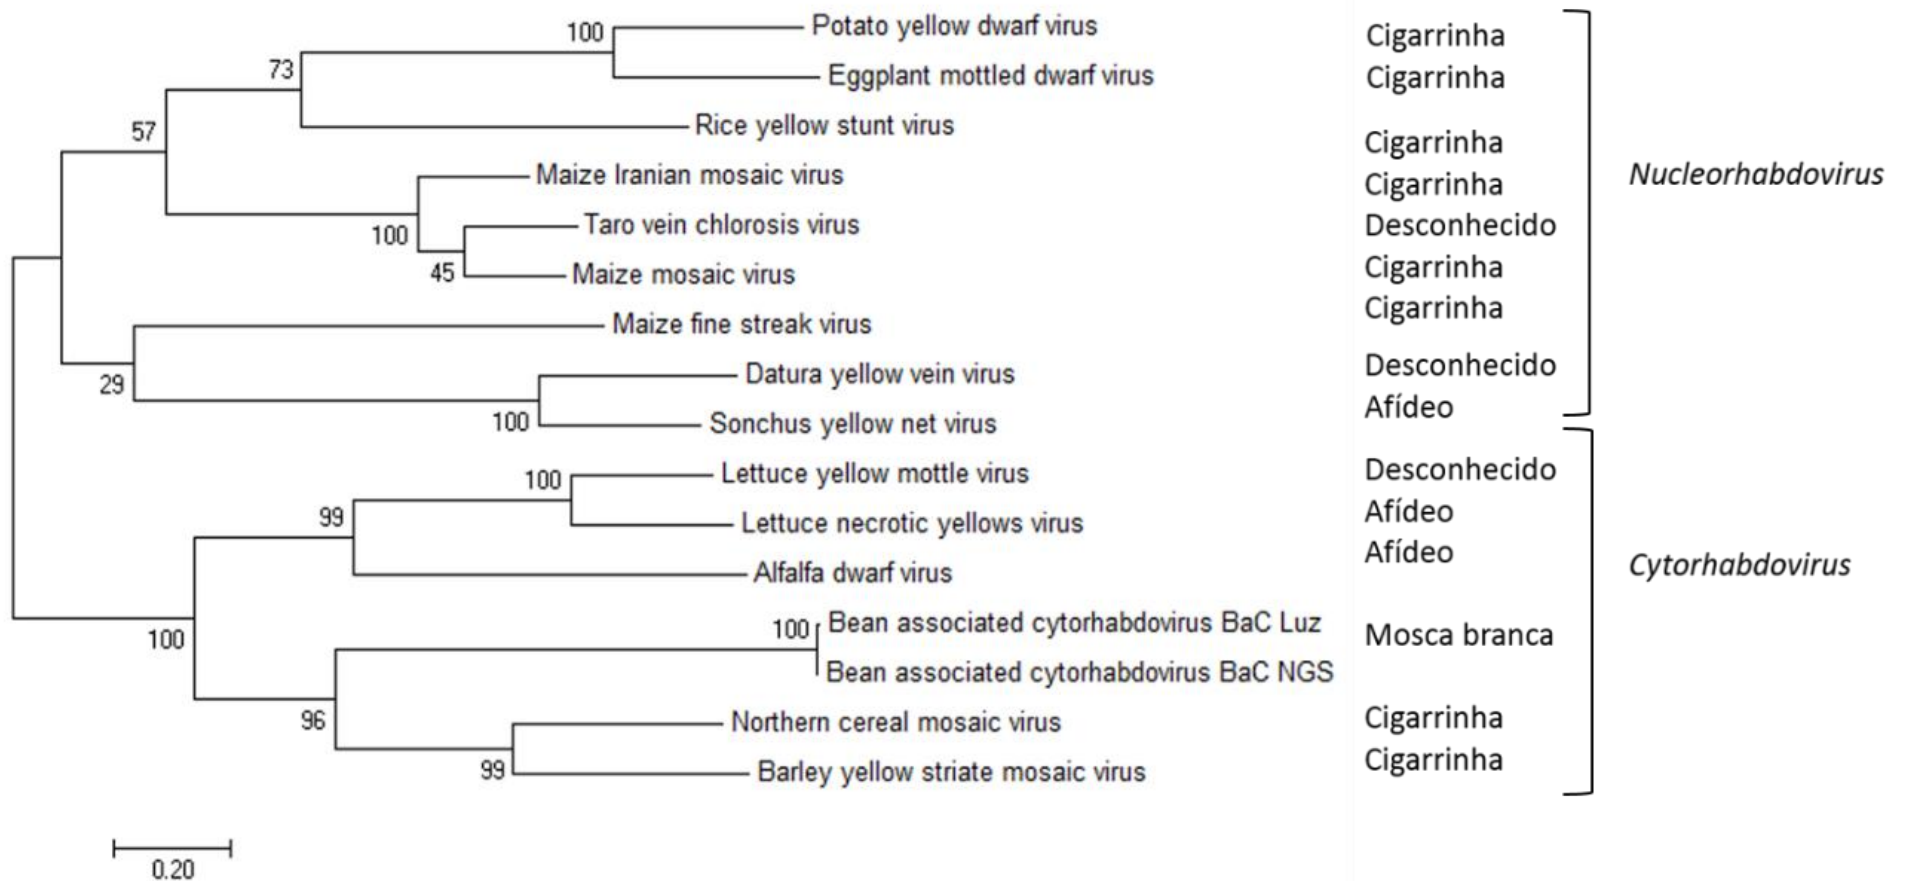 Potato yellow dwarf virus
Eggplant mottled dwarf virus
Rice yellow stunt virus
Maize Iranian mosaic virus
Taro vein chlorosis virus
Maize mosaic virus
Maize fine streak virus
Datura yellow vein virus
Sonchus yellow net virus
Lettuce yellow mottle virus
Lettuce necrotic yellows virus
Alfalfa dwarf virus
Bean associated cytorhabdovirus BaC Luz
Bean associated cytorhabdovirus BaC NGS
Northern cereal mosaic virus
Barley yellow striate mosaic virus
100
73
57
100
45
29
100
100
99
100
100
96
99
0.20
Cigarrinha
Cigarrinha
Cigarrinha
Cigarrinha
Desconhecido
Cigarrinha
Cigarrinha
Desconhecido
Afídeo
Desconhecido
Afídeo
Afídeo
Mosca branca
Cigarrinha
Cigarrinha
Nucleorhabdovirus
Cytorhabdovirus